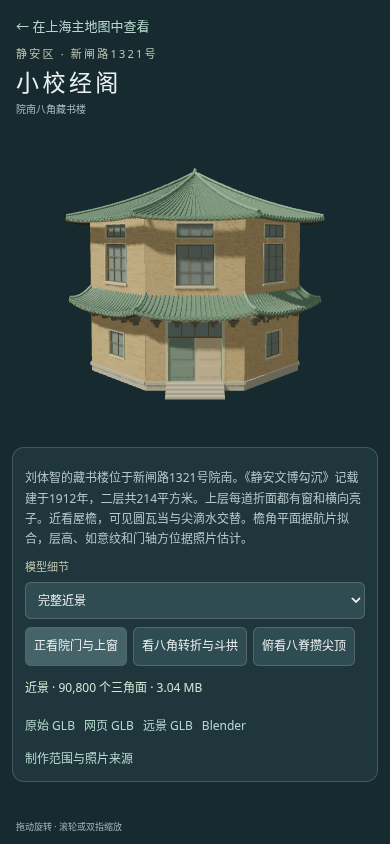 ← 在上海主地图中查看
静安区 · 新闸路1321号
小校经阁
院南八角藏书楼
刘体智的藏书楼位于新闸路1321号院南。《静安文博勾沉》记载
建于1912年，二层共214平方米。上层每道折面都有窗和横向亮
子。近看屋檐，可见圆瓦当与尖滴水交替。檐角平面据航片拟
合，层高、如意纹和门轴方位据照片估计。
模型细节
完整近景
正看院门与上窗 看八角转折与斗拱 俯看八脊攒尖顶
近景 · 90,800 个三角面 · 3.04 MB
原始 GLB 网页 GLB 远景 GLB Blender
制作范围与照片来源
拖动旋转 · 滚轮或双指缩放